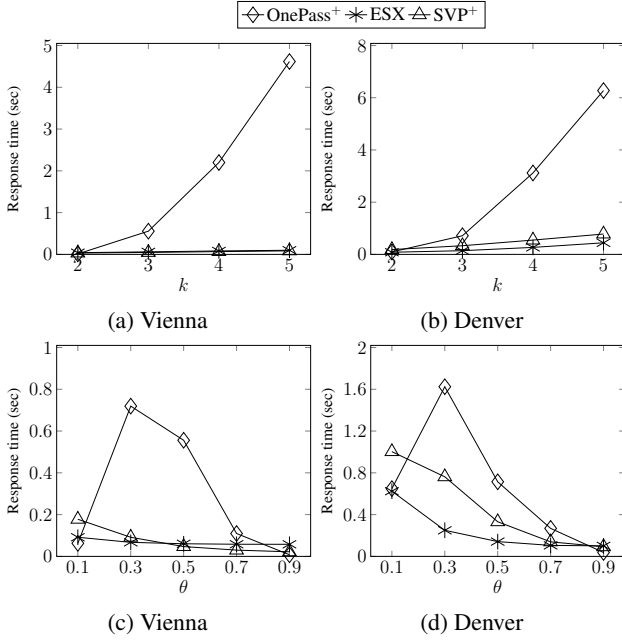 OnePass⁺ ESX SVP⁺
5
4
3
2
1
0
Response time (sec)
2 3 4 5
k
(a) Vienna
8
6
4
2
0
Response time (sec)
2 3 4 5
k
(b) Denver
1
0.8
0.6
0.4
0.2
0
Response time (sec)
0.1 0.3 0.5 0.7 0.9
θ
(c) Vienna
2
1.6
1.2
0.8
0.4
0
Response time (sec)
0.1 0.3 0.5 0.7 0.9
θ
(d) Denver